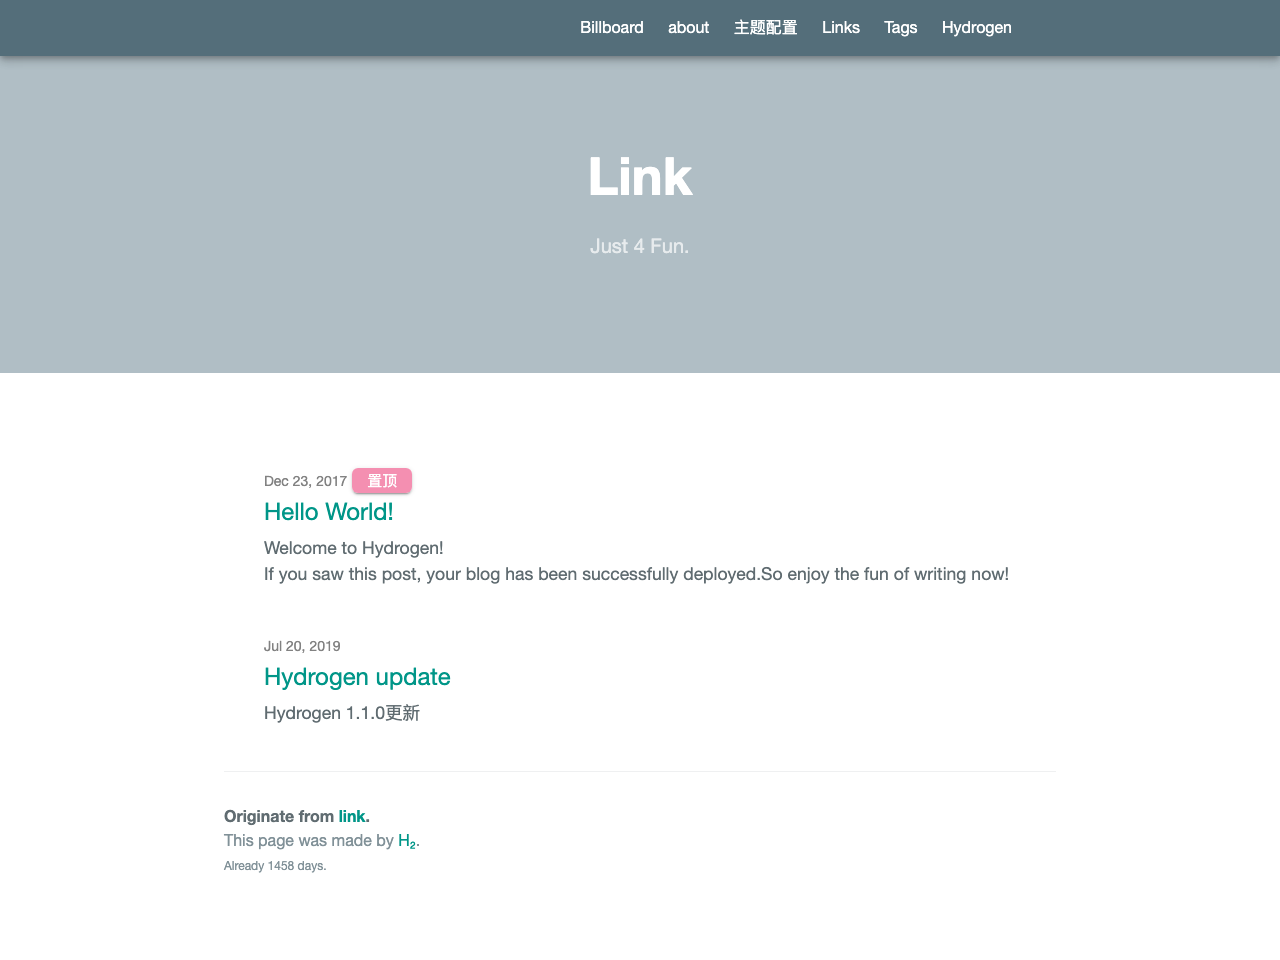 Billboard about 主题配置 Links Tags Hydrogen
Link
Just 4 Fun.
Dec 23, 2017 置顶
Hello World!
Welcome to Hydrogen!
If you saw this post, your blog has been successfully deployed.So enjoy the fun of writing now!
Jul 20, 2019
Hydrogen update
Hydrogen 1.1.0更新
Originate from link.
This page was made by H₂.
Already 1458 days.